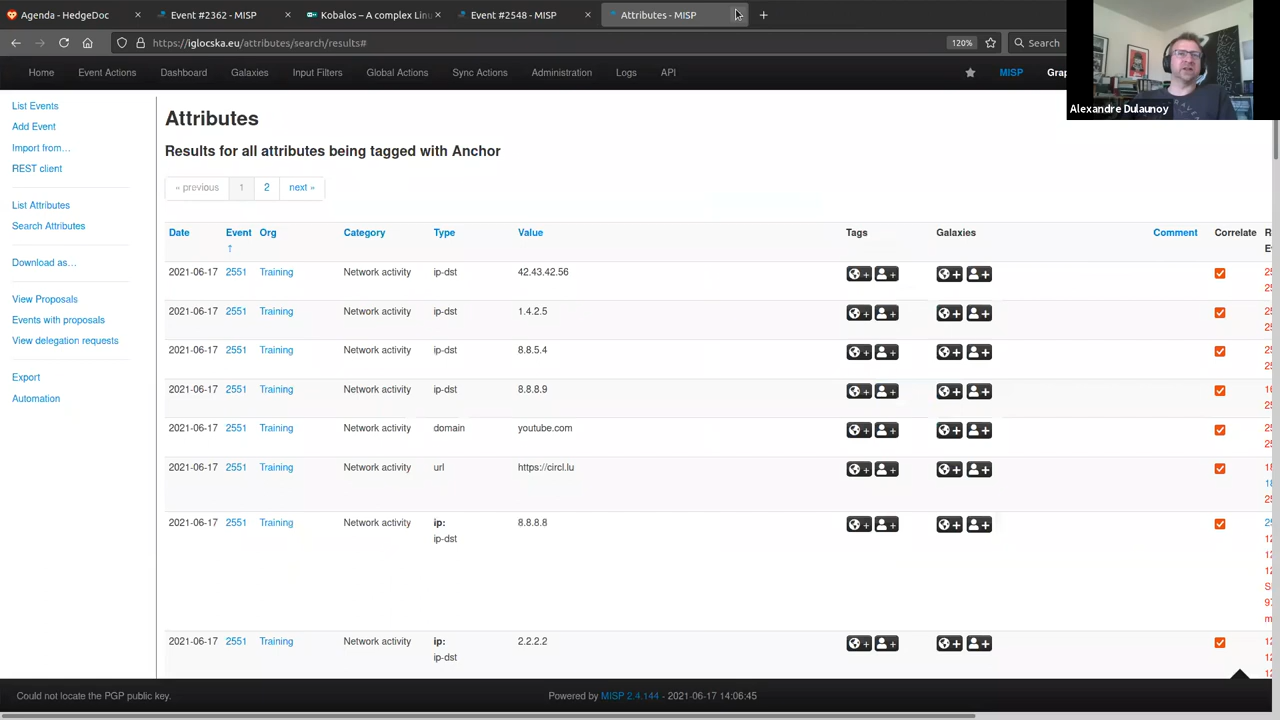 Agenda - HedgeDoc
Event #2362 - MISP
Kobalos – A complex Linu
Event #2548 - MISP
Attributes - MISP
https://iglocska.eu/attributes/search/results#
120%
Search
Home Event Actions Dashboard Galaxies Input Filters Global Actions Sync Actions Administration Logs API
MISP
Grap
Alexandre Dulaunoy
List Events
Add Event
Import from…
REST client
List Attributes
Search Attributes
Download as…
View Proposals
Events with proposals
View delegation requests
Export
Automation
Attributes
Results for all attributes being tagged with Anchor
« previous 1 2 next »
Date Event ↑ Org Category Type Value Tags Galaxies Comment Correlate
2021-06-17 2551 Training Network activity ip-dst 42.43.42.56
2021-06-17 2551 Training Network activity ip-dst 1.4.2.5
2021-06-17 2551 Training Network activity ip-dst 8.8.5.4
2021-06-17 2551 Training Network activity ip-dst 8.8.8.9
2021-06-17 2551 Training Network activity domain youtube.com
2021-06-17 2551 Training Network activity url https://circl.lu
2021-06-17 2551 Training Network activity ip: 8.8.8.8
ip-dst
2021-06-17 2551 Training Network activity ip: 2.2.2.2
ip-dst
Could not locate the PGP public key.
Powered by MISP 2.4.144 - 2021-06-17 14:06:45